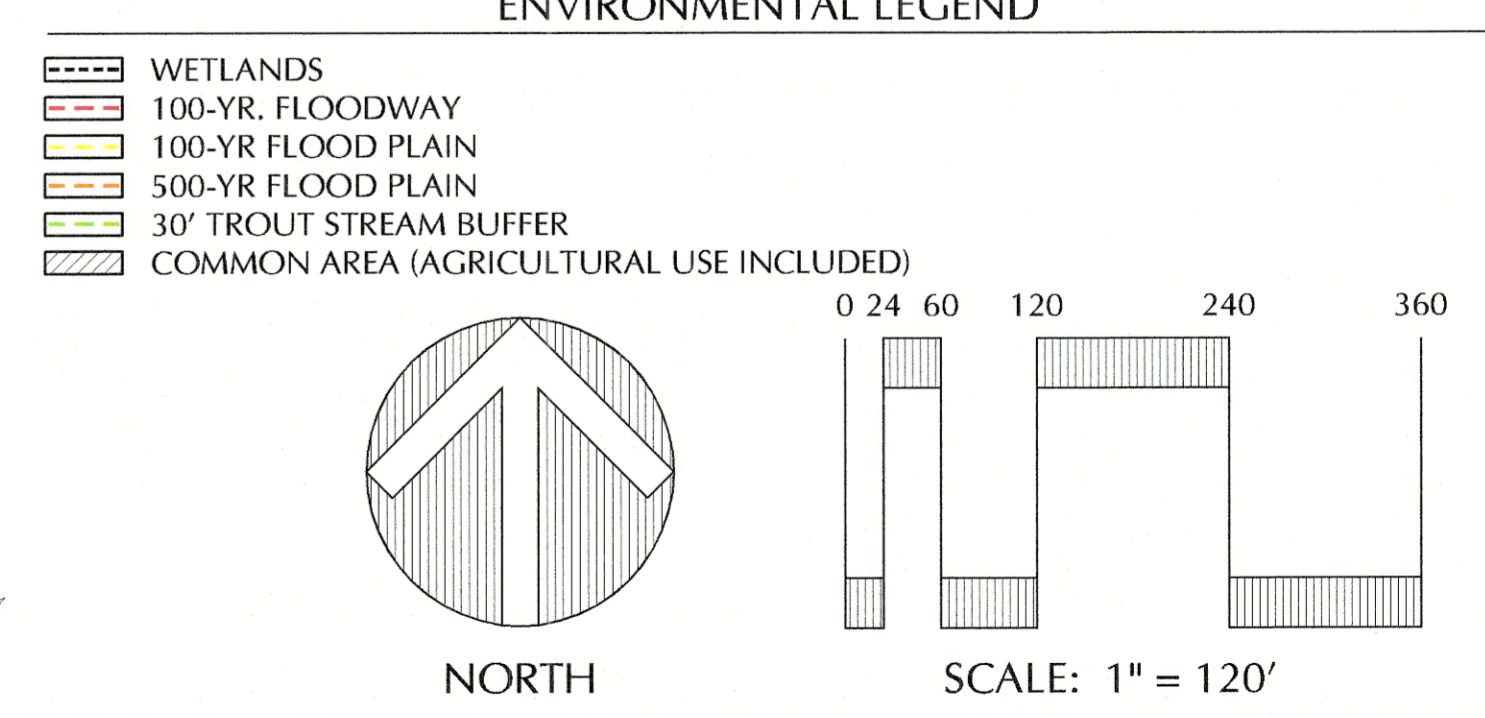 ENVIRONMENTAL LEGEND
WETLANDS
100-YR. FLOODWAY
100-YR FLOOD PLAIN
500-YR FLOOD PLAIN
30' TROUT STREAM BUFFER
COMMON AREA (AGRICULTURAL USE INCLUDED)
0 24 60 120 240 360
NORTH
SCALE: 1" = 120'